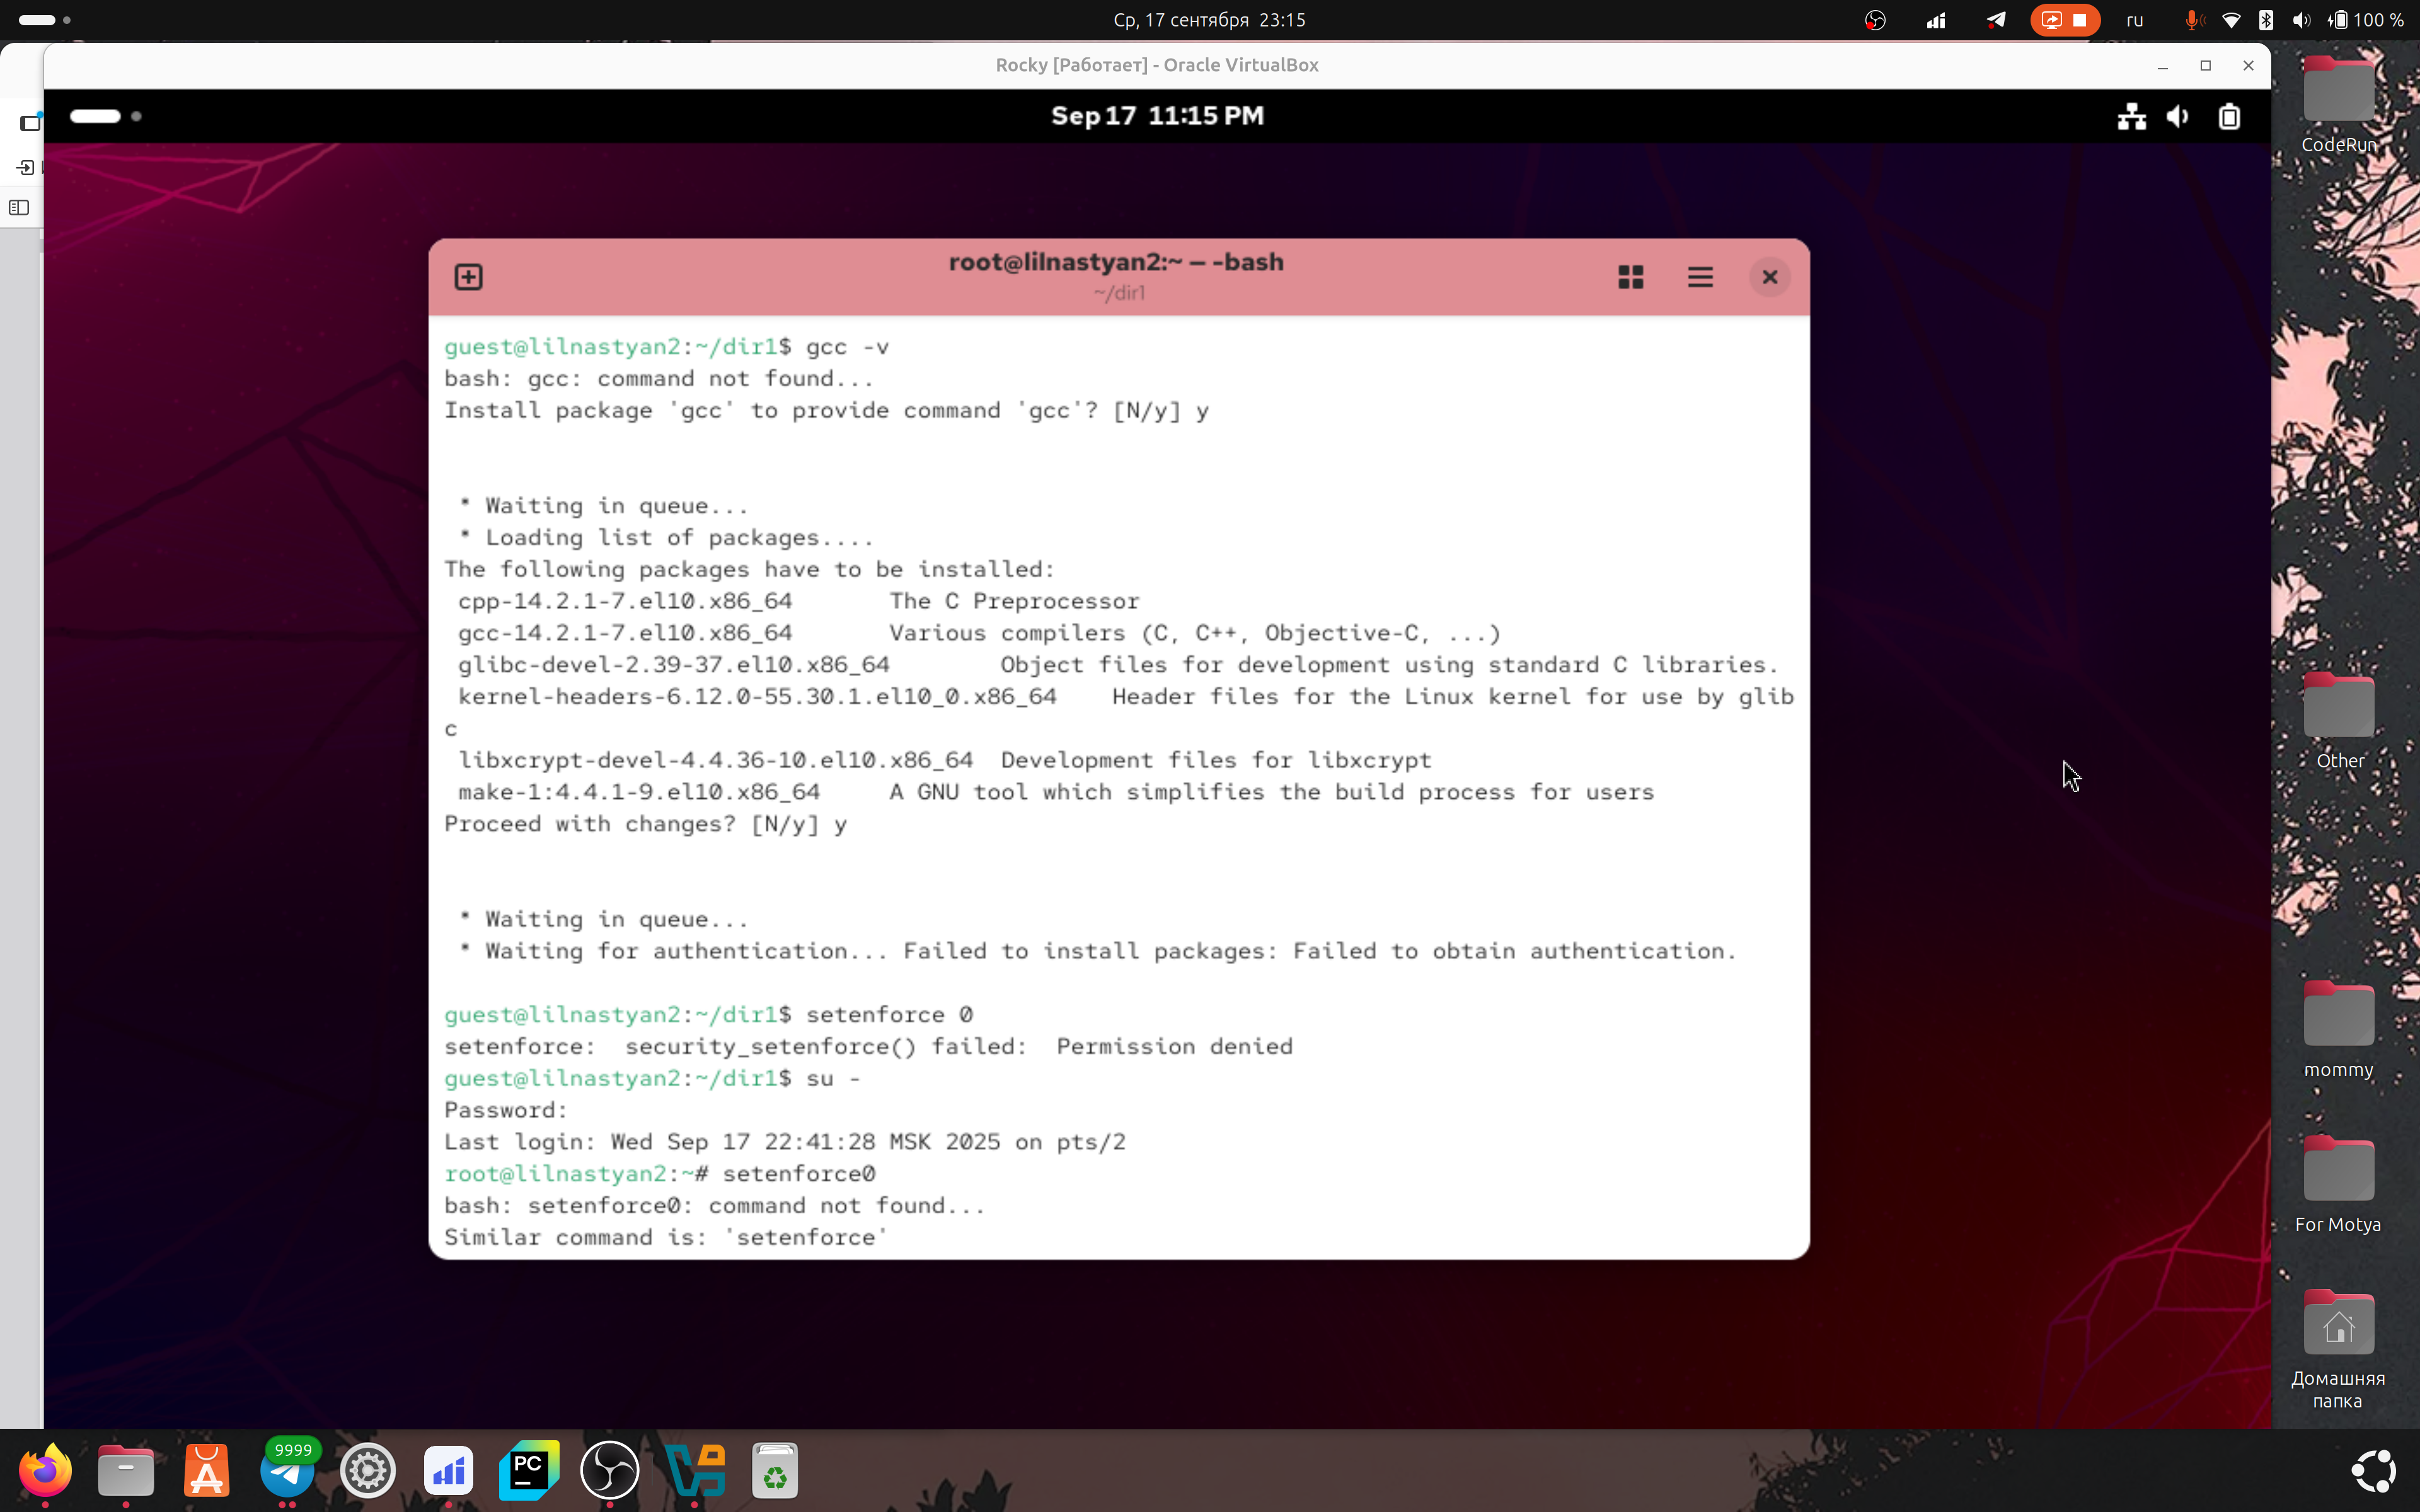 Ср, 17 сентября 23:15
ru
100 %
Rocky [Работает] - Oracle VirtualBox
Sep 17 11:15 PM
root@lilnastyan2:~ — -bash
~/dir1
guest@lilnastyan2:~/dir1$ gcc -v
bash: gcc: command not found...
Install package 'gcc' to provide command 'gcc'? [N/y] y
* Waiting in queue...
* Loading list of packages....
The following packages have to be installed:
cpp-14.2.1-7.el10.x86_64 The C Preprocessor
gcc-14.2.1-7.el10.x86_64 Various compilers (C, C++, Objective-C, ...)
glibc-devel-2.39-37.el10.x86_64 Object files for development using standard C libraries.
kernel-headers-6.12.0-55.30.1.el10_0.x86_64 Header files for the Linux kernel for use by glib
c
libxcrypt-devel-4.4.36-10.el10.x86_64 Development files for libxcrypt
make-1:4.4.1-9.el10.x86_64 A GNU tool which simplifies the build process for users
Proceed with changes? [N/y] y
* Waiting in queue...
* Waiting for authentication... Failed to install packages: Failed to obtain authentication.
guest@lilnastyan2:~/dir1$ setenforce 0
setenforce: security_setenforce() failed: Permission denied
guest@lilnastyan2:~/dir1$ su -
Password:
Last login: Wed Sep 17 22:41:28 MSK 2025 on pts/2
root@lilnastyan2:~# setenforce0
bash: setenforce0: command not found...
Similar command is: 'setenforce'
CodeRun
Other
mommy
For Motya
Домашняя
папка
9999
PC